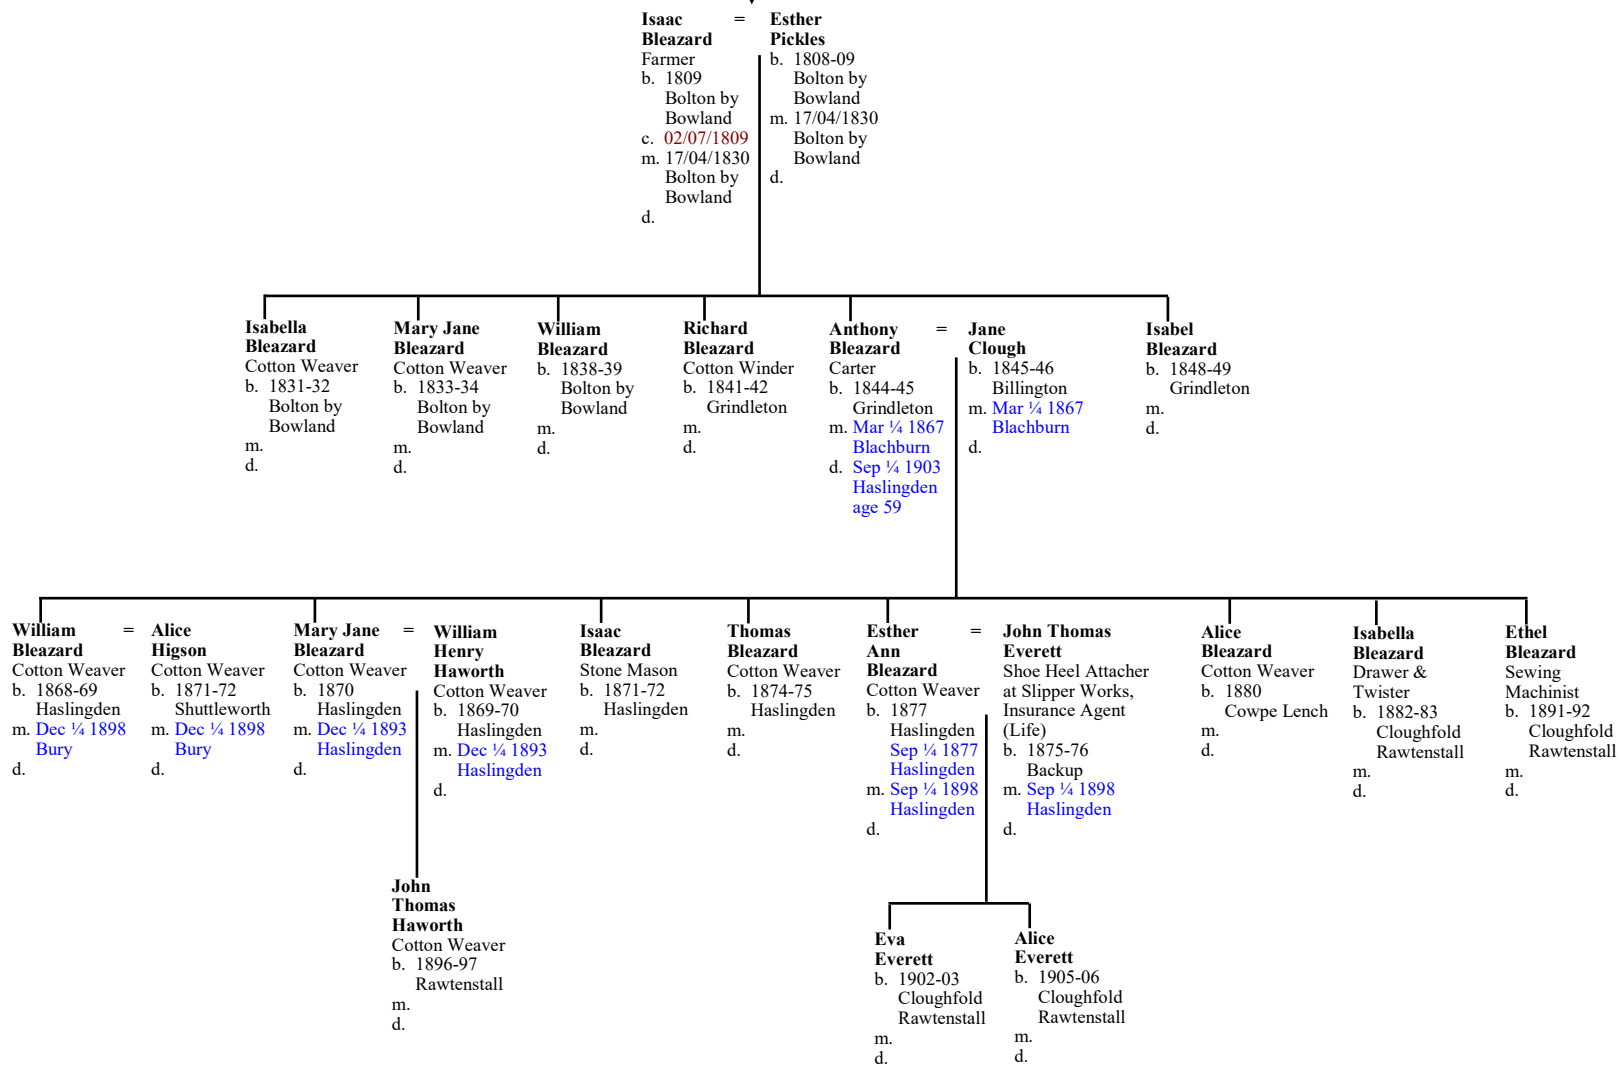 Isaac = Esther
Bleazard
Farmer
b. 1809
Bolton by
Bowland
c. 02/07/1809
m. 17/04/1830
Bolton by
Bowland
d.
Pickles
b. 1808-09
Bolton by
Bowland
m. 17/04/1830
Bolton by
Bowland
d.
Isabella
Bleazard
Cotton Weaver
b. 1831-32
Bolton by
Bowland
m.
d.
Mary Jane
Bleazard
Cotton Weaver
b. 1833-34
Bolton by
Bowland
m.
d.
William
Bleazard
b. 1838-39
Bolton by
Bowland
m.
d.
Richard
Bleazard
Cotton Winder
b. 1841-42
Grindleton
m.
d.
Anthony =
Bleazard
Carter
b. 1844-45
Grindleton
m. Mar ¼ 1867
Blachburn
d. Sep ¼ 1903
Haslingden
age 59
Jane
Clough
b. 1845-46
Billington
m. Mar ¼ 1867
Blachburn
d.
Isabel
Bleazard
b. 1848-49
Grindleton
m.
d.
William =
Bleazard
Cotton Weaver
b. 1868-69
Haslingden
m. Dec ¼ 1898
Bury
d.
Alice
Higson
Cotton Weaver
b. 1871-72
Shuttleworth
m. Dec ¼ 1898
Bury
d.
Mary Jane =
Bleazard
Cotton Weaver
b. 1870
Haslingden
m. Dec ¼ 1893
Haslingden
d.
William
Henry
Haworth
Cotton Weaver
b. 1869-70
Haslingden
m. Dec ¼ 1893
Haslingden
d.
Isaac
Bleazard
Stone Mason
b. 1871-72
Haslingden
m.
d.
Thomas
Bleazard
Cotton Weaver
b. 1874-75
Haslingden
m.
d.
Esther =
Ann
Bleazard
Cotton Weaver
b. 1877
Haslingden
Sep ¼ 1877
Haslingden
m. Sep ¼ 1898
Haslingden
d.
John Thomas
Everett
Shoe Heel Attacher
at Slipper Works,
Insurance Agent
(Life)
b. 1875-76
Backup
m. Sep ¼ 1898
Haslingden
d.
Alice
Bleazard
Cotton Weaver
b. 1880
Cowpe Lench
m.
d.
Isabella
Bleazard
Drawer &
Twister
b. 1882-83
Cloughfold
Rawtenstall
m.
d.
Ethel
Bleazard
Sewing
Machinist
b. 1891-92
Cloughfold
Rawtenstall
m.
d.
John
Thomas
Haworth
Cotton Weaver
b. 1896-97
Rawtenstall
m.
d.
Eva
Everett
b. 1902-03
Cloughfold
Rawtenstall
m.
d.
Alice
Everett
b. 1905-06
Cloughfold
Rawtenstall
m.
d.